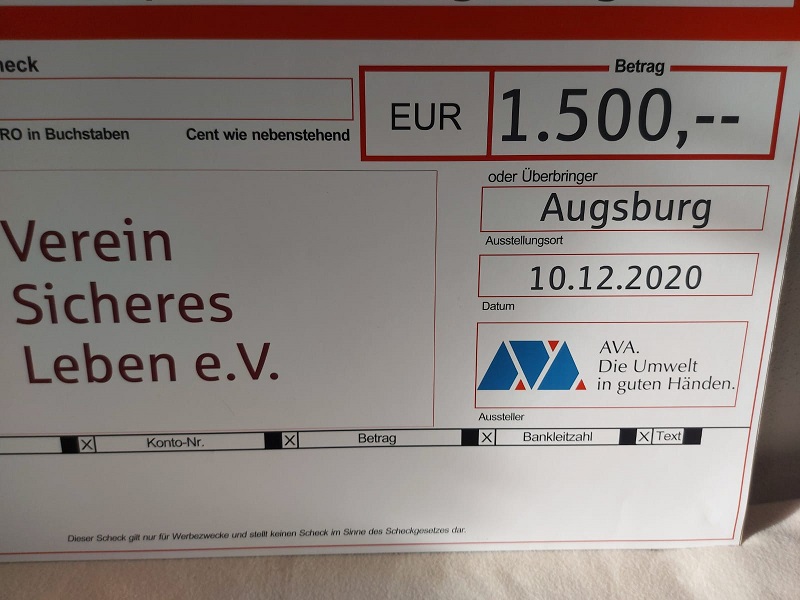 EUR
Betrag
1.500,--
RO in Buchstaben
Cent wie nebenstehend
oder Überbringer
Augsburg
Ausstellungsort
10.12.2020
Datum
Verein
Sicheres
Leben e.V.
AVA.
Die Umwelt
in guten Händen.
Aussteller
X Konto-Nr. X Betrag X Bankleitzahl X Text
Dieser Scheck gilt nur für Werbezwecke und stellt keinen Scheck im Sinne des Scheckgesetzes dar.